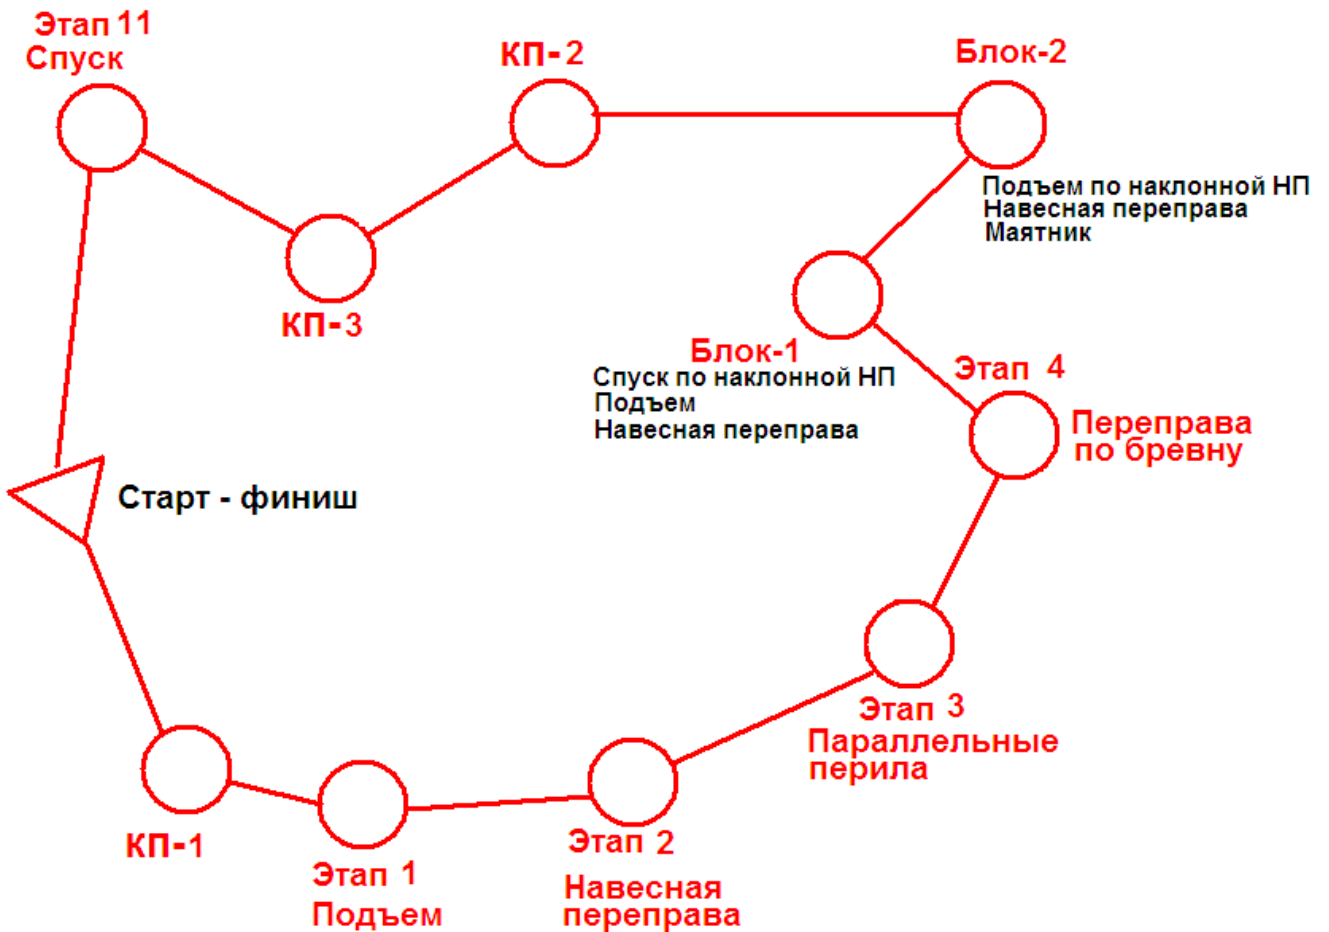 Этап 11
Спуск
КП- 2
Блок-2
Подъем по наклонной НП
Навесная переправа
Маятник
КП-3
Блок-1
Спуск по наклонной НП
Подъем
Навесная переправа
Этап 4
Переправа
по бревну
Старт - финиш
Этап 3
Параллельные
перила
КП-1
Этап 1
Подъем
Этап 2
Навесная
переправа